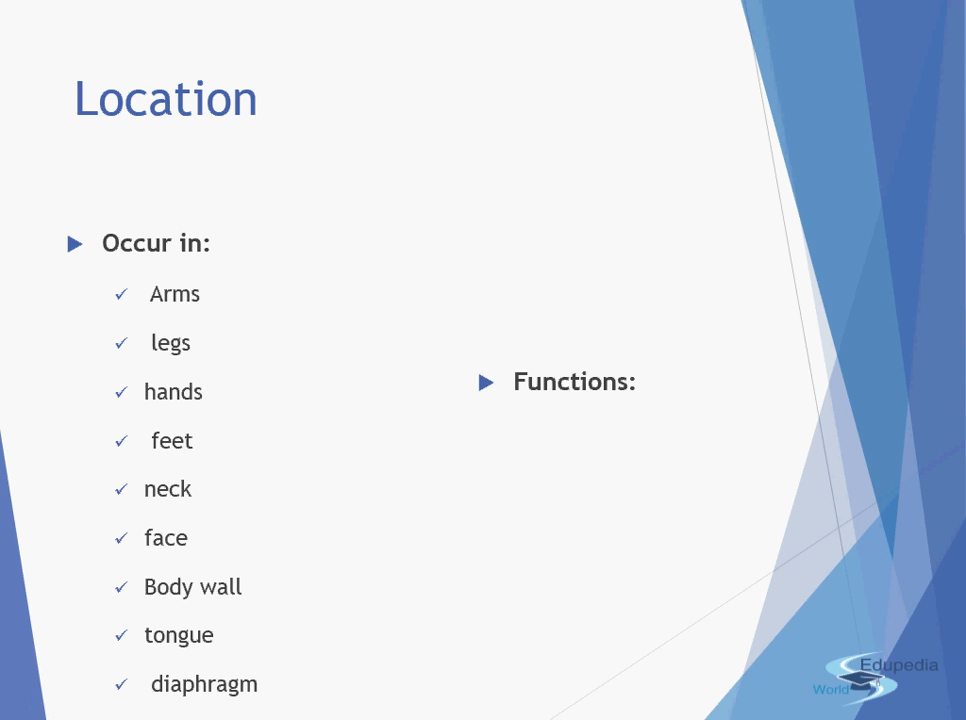 Location
Occur in:
Arms
legs
hands
feet
neck
face
Body wall
tongue
diaphragm
Functions:
Edupedia
World